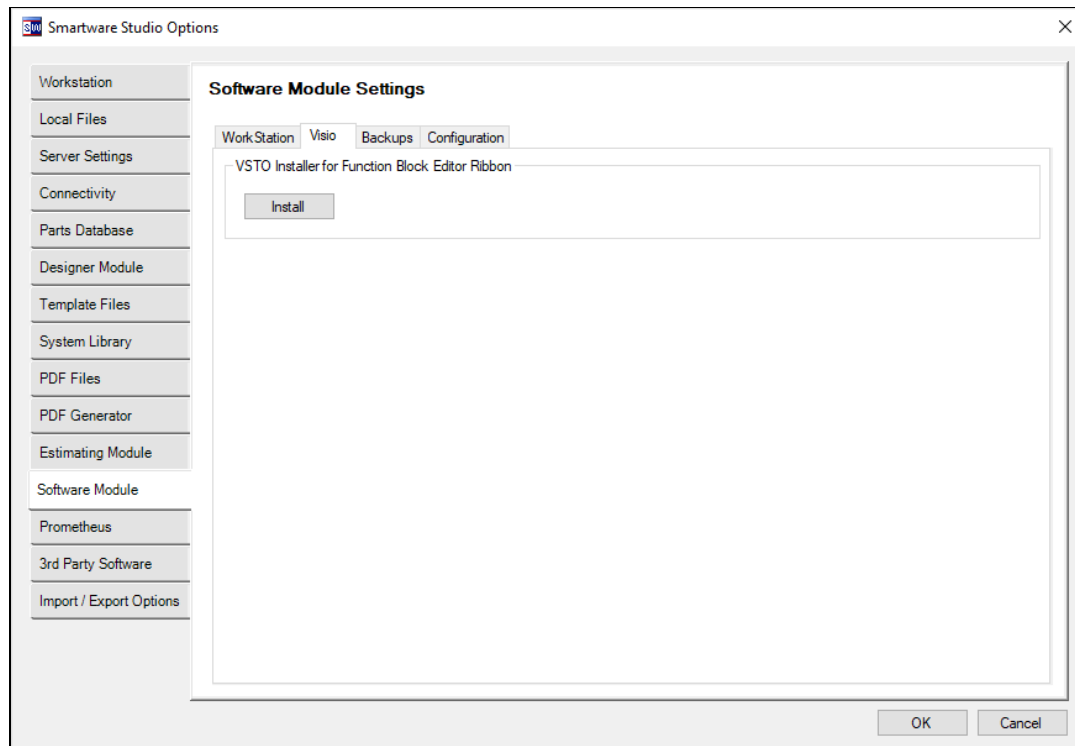 SW Smartware Studio Options
Workstation
Local Files
Server Settings
Connectivity
Parts Database
Designer Module
Template Files
System Library
PDF Files
PDF Generator
Estimating Module
Software Module
Prometheus
3rd Party Software
Import / Export Options
Software Module Settings
WorkStation Visio Backups Configuration
VSTO Installer for Function Block Editor Ribbon
Install
OK Cancel